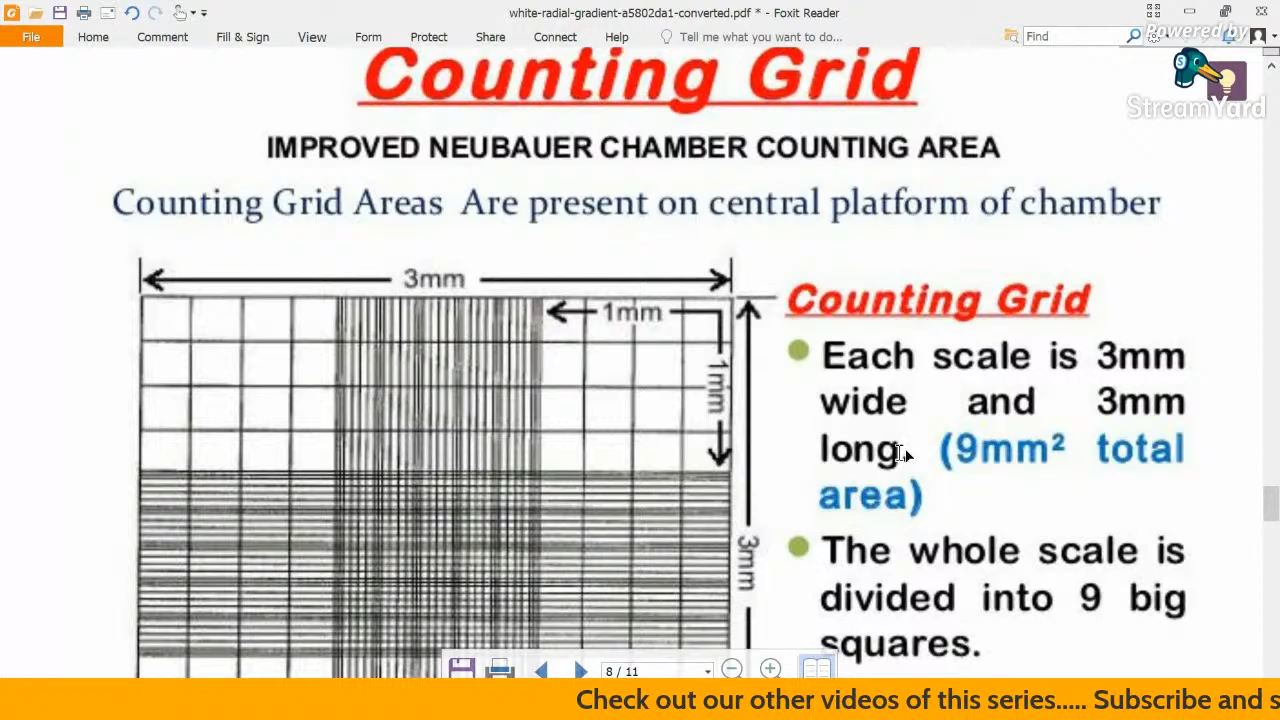 white-radial-gradient-a5802da1-converted.pdf * - Foxit Reader
File Home Comment Fill & Sign View Form Protect Share Connect Help Tell me what you want to do... Find
Powered by
StreamYard
Counting Grid
IMPROVED NEUBAUER CHAMBER COUNTING AREA
Counting Grid Areas Are present on central platform of chamber
3mm
1mm
1mm
3mm
Counting Grid
Each scale is 3mm
wide and 3mm
long (9mm² total
area)
The whole scale is
divided into 9 big
squares.
8 / 11
Check out our other videos of this series..... Subscribe and s